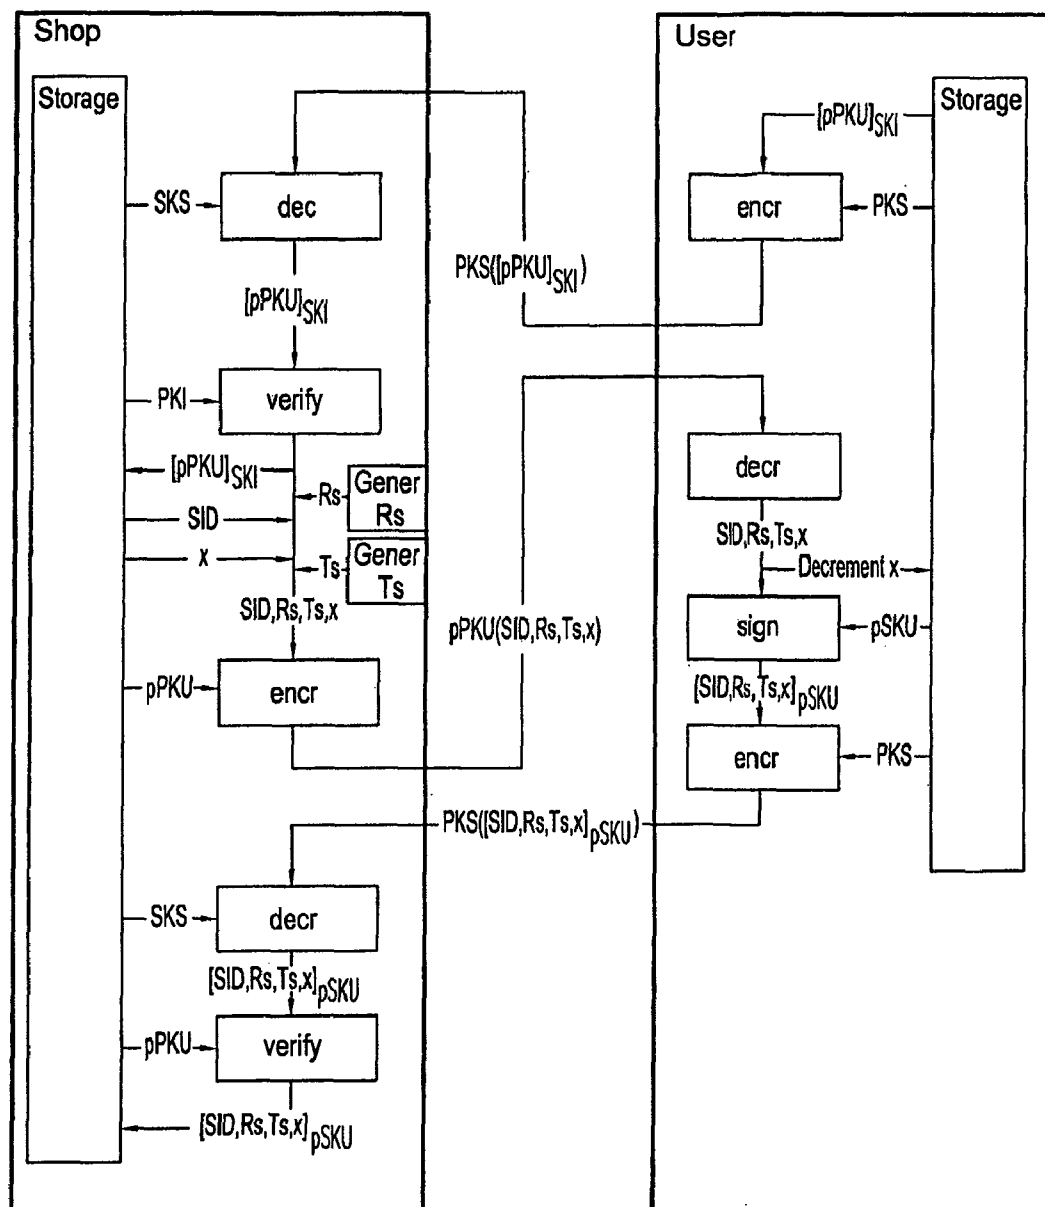 Shop
Storage
SKS
dec
[pPKU]SKI
PKI
verify
[pPKU]SKI
Rs
Gener
Rs
SID
x
Ts
Gener
Ts
SID,Rs,Ts,x
pPKU
encr
SKS
decr
[SID,Rs,Ts,x]pSKU
pPKU
verify
[SID,Rs,Ts,x]pSKU
PKS([pPKU]SKI)
pPKU(SID,Rs,Ts,x)
PKS([SID,Rs,Ts,x]pSKU)
User
Storage
[pPKU]SKI
encr
PKS
decr
SID,Rs,Ts,x
Decrement x
sign
pSKU
[SID,Rs,Ts,x]pSKU
encr
PKS